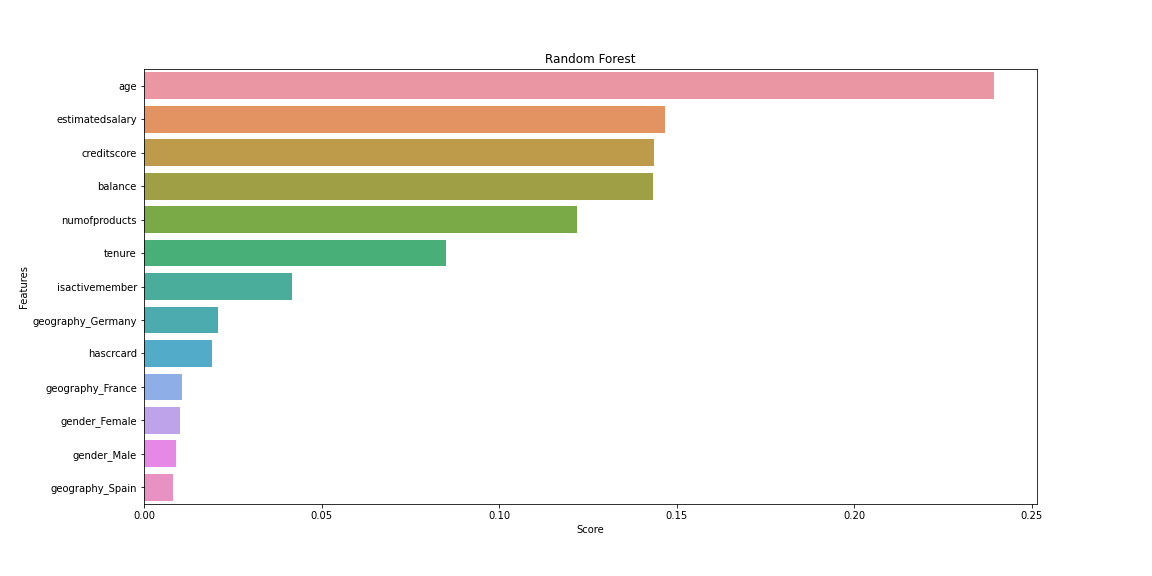 Random Forest
Features
age
estimatedsalary
creditscore
balance
numofproducts
tenure
isactivemember
geography_Germany
hascrcard
geography_France
gender_Female
gender_Male
geography_Spain
0.00 0.05 0.10 0.15 0.20 0.25
Score